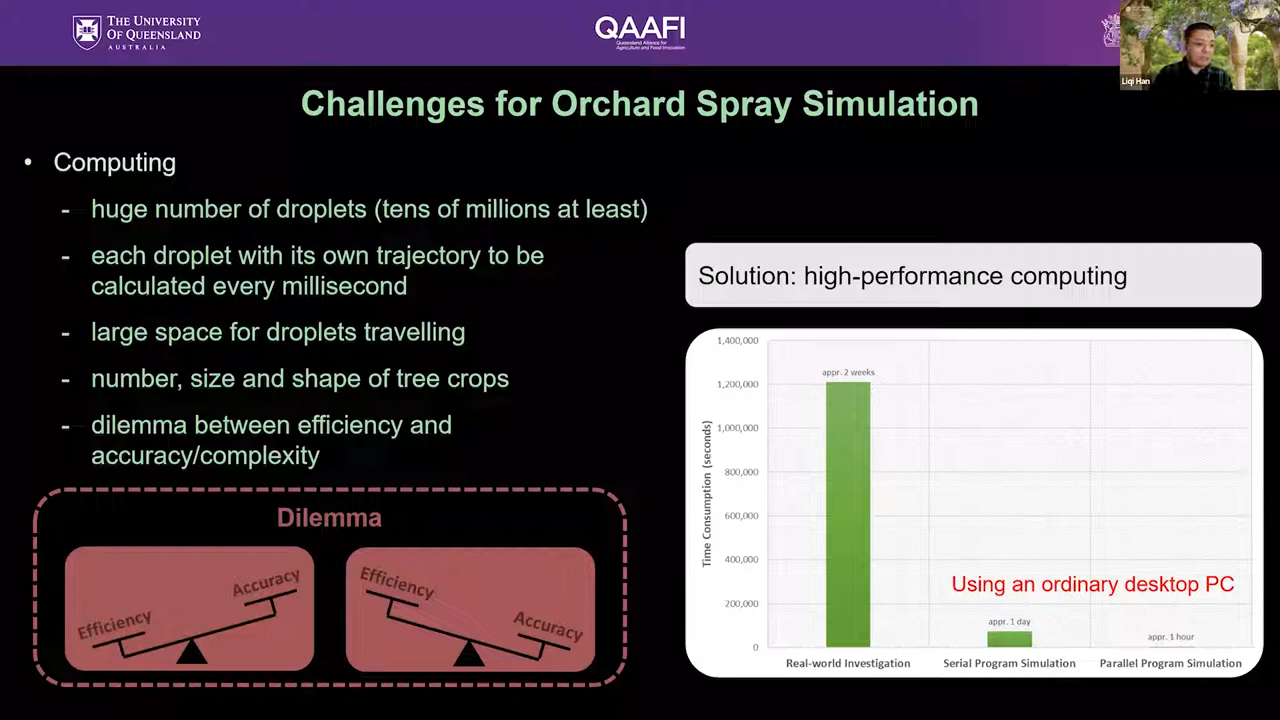 THE UNIVERSITY
OF QUEENSLAND
AUSTRALIA
QAAFI
Queensland Alliance for
Agriculture and Food Innovation
Liqi Han
Challenges for Orchard Spray Simulation
• Computing
- huge number of droplets (tens of millions at least)
- each droplet with its own trajectory to be
calculated every millisecond
- large space for droplets travelling
- number, size and shape of tree crops
- dilemma between efficiency and
accuracy/complexity
Dilemma
Efficiency
Accuracy
Efficiency
Accuracy
Solution: high-performance computing
Time Consumption (seconds)
1,400,000
1,200,000
1,000,000
800,000
600,000
400,000
200,000
0
appr. 2 weeks
appr. 1 day
appr. 1 hour
Using an ordinary desktop PC
Real-world Investigation
Serial Program Simulation
Parallel Program Simulation